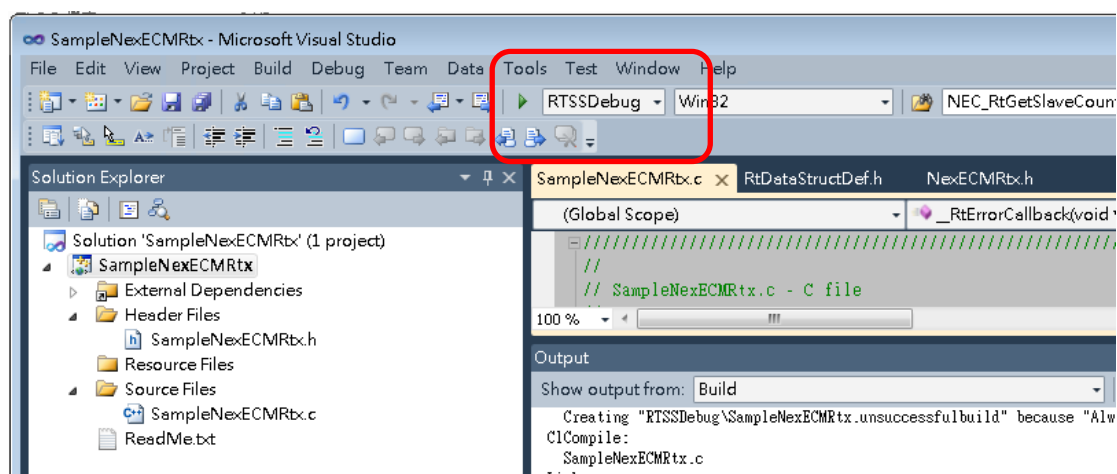 SampleNexECMRtx - Microsoft Visual Studio
File Edit View Project Build Debug Team Data Tools Test Window Help
RTSSDebug Win32 NEC_RtGetSlaveCoun
Solution Explorer
SampleNexECMRtx.c RtDataStructDef.h NexECMRtx.h
(Global Scope) __RtErrorCallback(void
Solution 'SampleNexECMRtx' (1 project)
SampleNexECMRtx
External Dependencies
Header Files
SampleNexECMRtx.h
Resource Files
Source Files
SampleNexECMRtx.c
ReadMe.txt
////////////////////////////////////////////////////////////
//
// SampleNexECMRtx.c - C file
100 %
Output
Show output from: Build
Creating "RTSSDebug\SampleNexECMRtx.unsuccessfulbuild" because "Alw
ClCompile:
SampleNexECMRtx.c